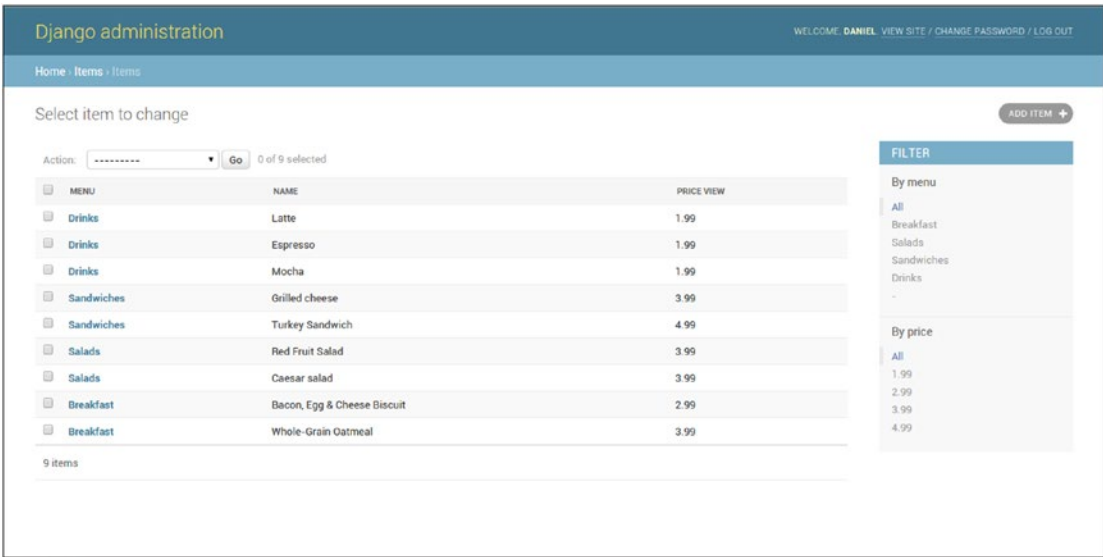 Django administration
WELCOME, DANIEL. VIEW SITE / CHANGE PASSWORD / LOG OUT
Home › Items › Items
Select item to change
ADD ITEM +
Action: --------- Go 0 of 9 selected
MENU NAME PRICE VIEW
Drinks Latte 1.99
Drinks Espresso 1.99
Drinks Mocha 1.99
Sandwiches Grilled cheese 3.99
Sandwiches Turkey Sandwich 4.99
Salads Red Fruit Salad 3.99
Salads Caesar salad 3.99
Breakfast Bacon, Egg & Cheese Biscuit 2.99
Breakfast Whole-Grain Oatmeal 3.99
9 items
FILTER
By menu
All
Breakfast
Salads
Sandwiches
Drinks
-
By price
All
1.99
2.99
3.99
4.99